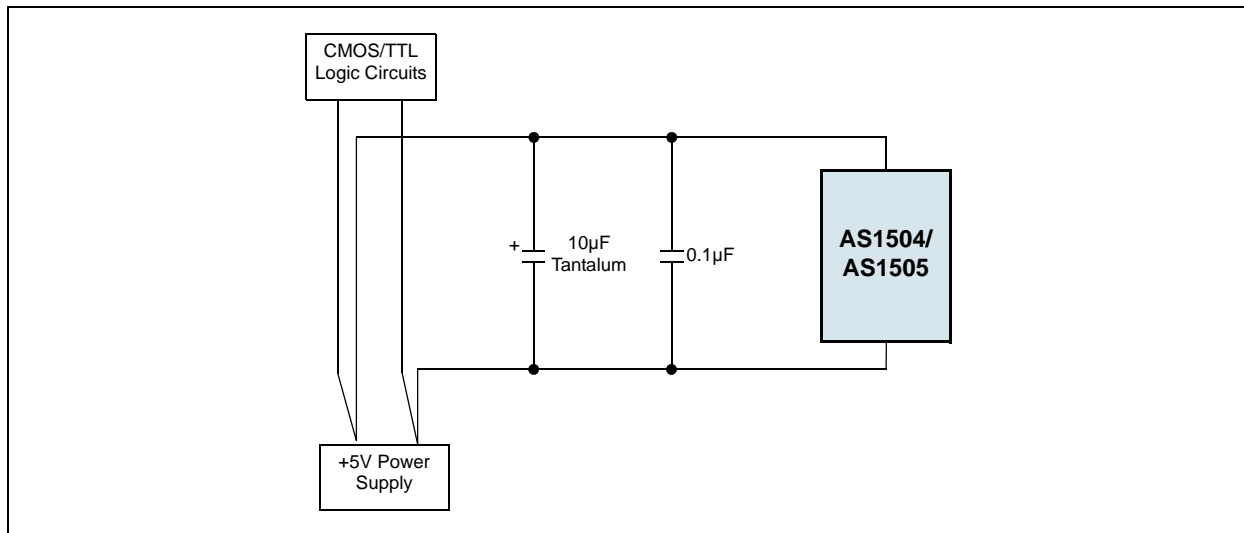 CMOS/TTL
Logic Circuits
+
10µF
Tantalum
0.1µF
AS1504/
AS1505
+5V Power
Supply